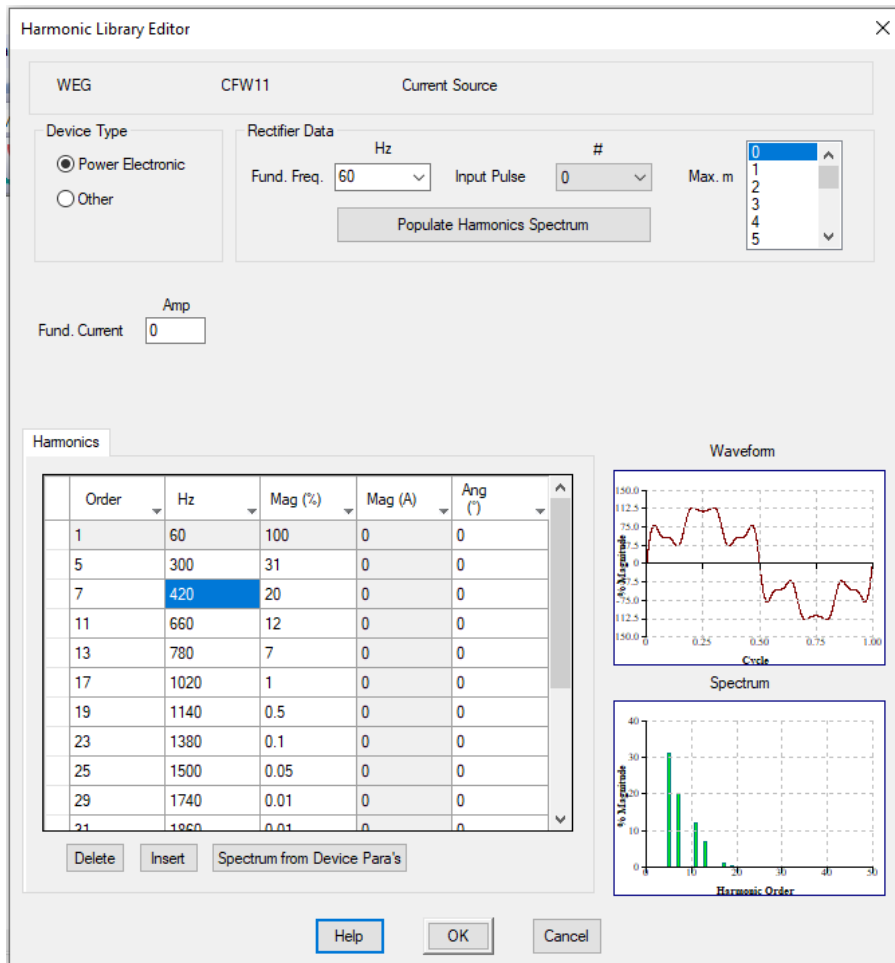 Harmonic Library Editor
WEG CFW11 Current Source
Device Type
Power Electronic
Other
Rectifier Data
Hz #
Fund. Freq. 60 Input Pulse 0 Max. m
0
1
2
3
4
5
Populate Harmonics Spectrum
Amp
Fund. Current 0
Harmonics
Order Hz Mag (%) Mag (A) Ang (°)
1 60 100 0 0
5 300 31 0 0
7 420 20 0 0
11 660 12 0 0
13 780 7 0 0
17 1020 1 0 0
19 1140 0.5 0 0
23 1380 0.1 0 0
25 1500 0.05 0 0
29 1740 0.01 0 0
31 1860 0.01 0 0
Delete Insert Spectrum from Device Para's
Waveform
% Magnitude
150.0
112.5
75.0
37.5
0
75.0
112.5
150.0
0 0.25 0.50 0.75 1.00
Cycle
Spectrum
% Magnitude
40
30
20
10
0
0 10 20 30 40 50
Harmonic Order
Help OK Cancel